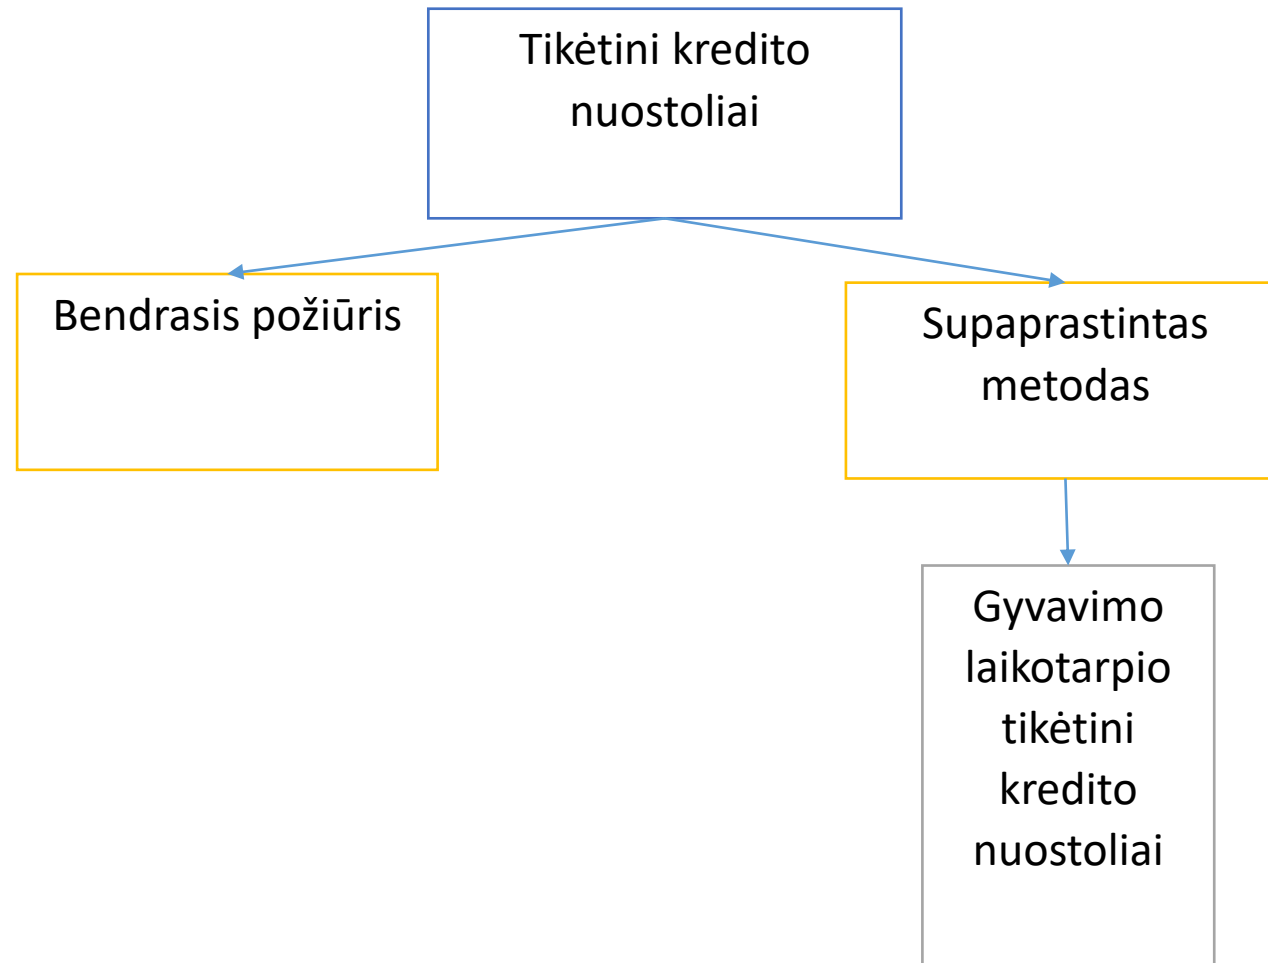 Tikėtini kredito
nuostoliai
Bendrasis požiūris
Supaprastintas
metodas
Gyvavimo
laikotarpio
tikėtini
kredito
nuostoliai